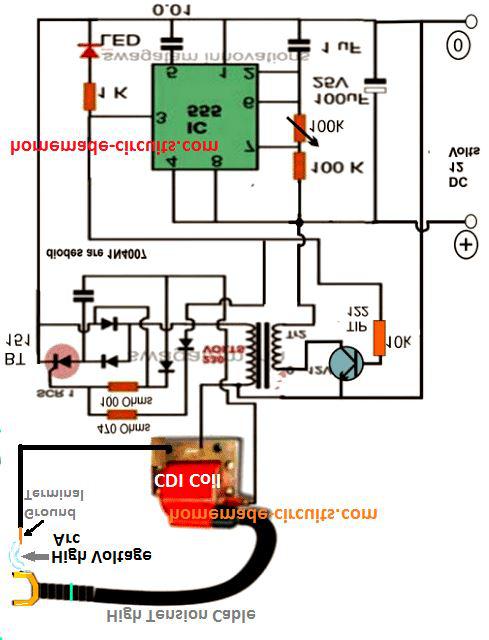 0.01
LED
swagatam innovations
1 uF
1 K
5
1
2
25V
100uF
555
IC
6
3
100k
homemade-circuits.com
7
100 K
4
8
0
Volts
12
DC
+
diodes are 1N4007
151
BT
SCR 1
100 Ohms
470 Ohms
VOLTS
230
Tr2
12V
122
TIP
10k
CDI Coil
homemade-circuits.com
Terminal
Ground
Arc
High Voltage
High Tension Cable